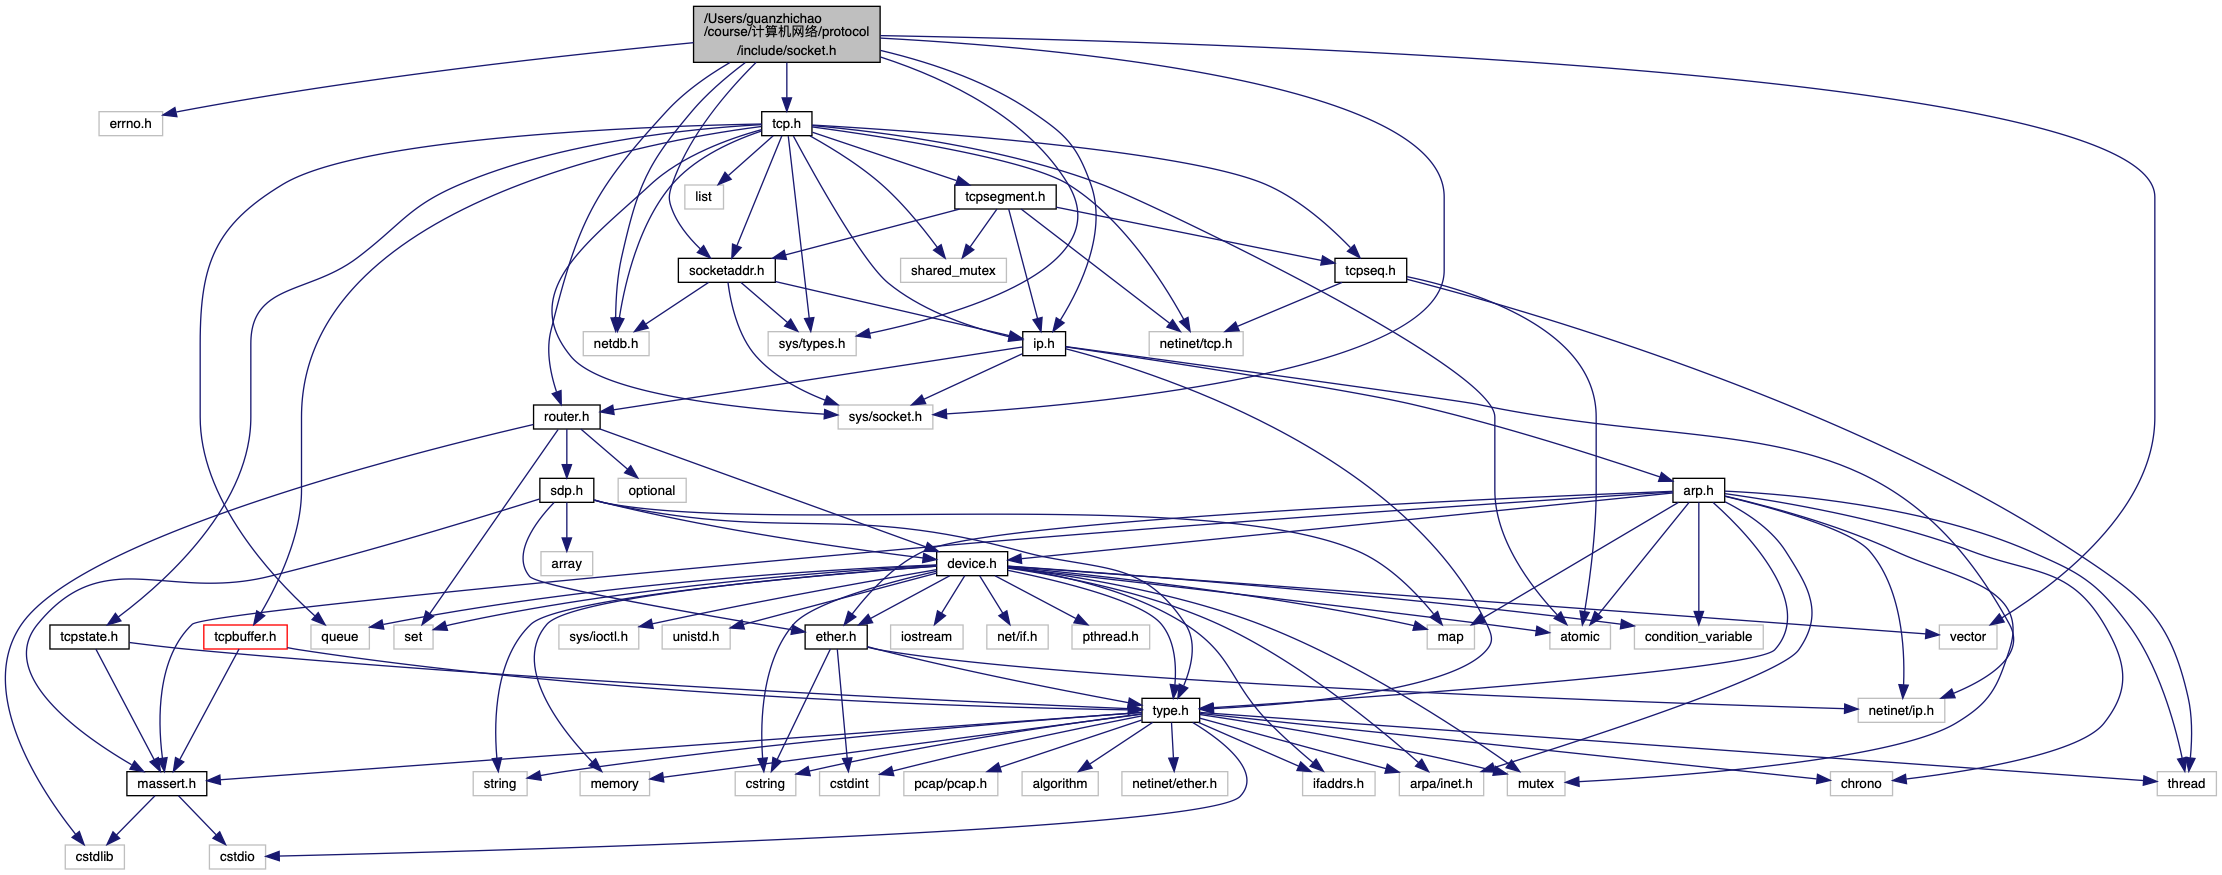 /Users/guanzhichao
/course/计算机网络/protocol
/include/socket.h
errno.h
tcp.h
list
tcpsegment.h
socketaddr.h
shared_mutex
tcpseq.h
netdb.h
sys/types.h
ip.h
netinet/tcp.h
router.h
sys/socket.h
sdp.h
optional
arp.h
array
device.h
tcpstate.h
tcpbuffer.h
queue
set
sys/ioctl.h
unistd.h
ether.h
iostream
net/if.h
pthread.h
map
atomic
condition_variable
vector
type.h
netinet/ip.h
massert.h
string
memory
cstring
cstdint
pcap/pcap.h
algorithm
netinet/ether.h
ifaddrs.h
arpa/inet.h
mutex
chrono
thread
cstdlib
cstdio